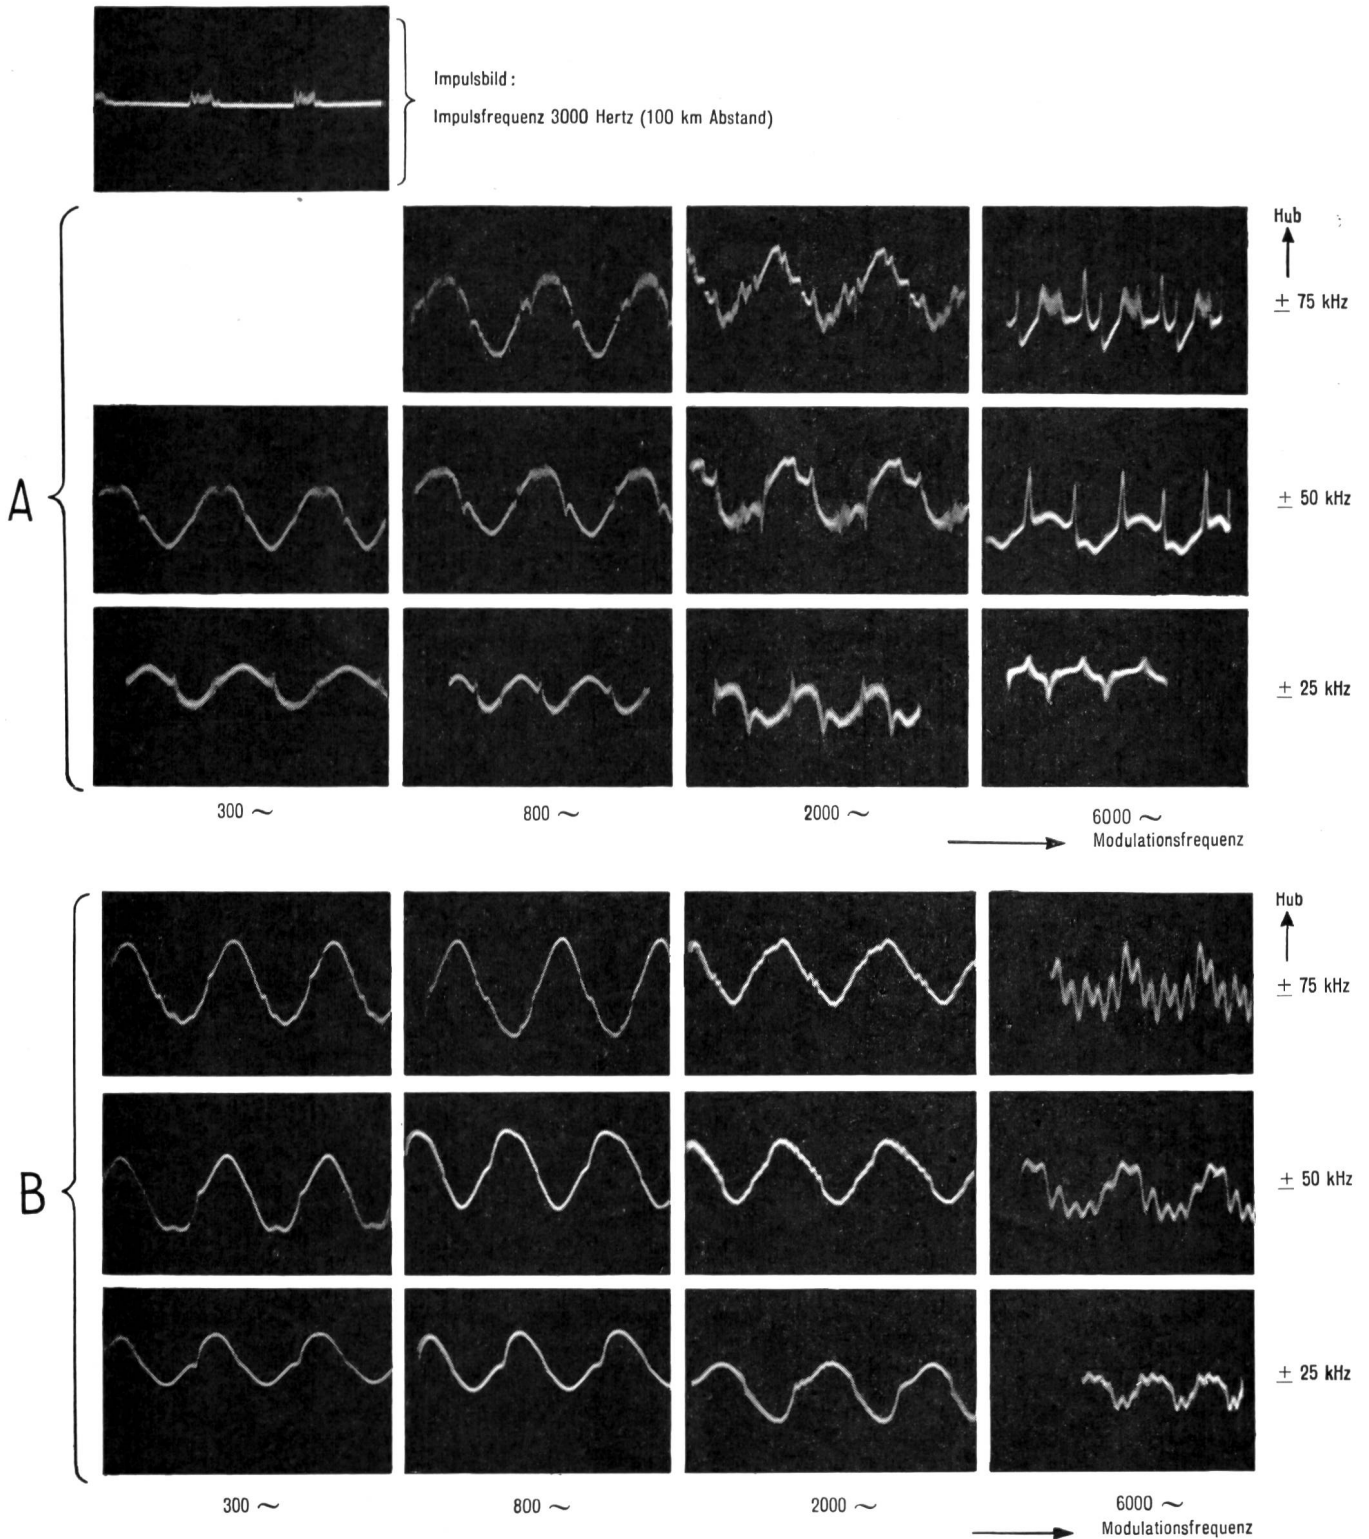 Impulsbild :
Impulsfrequenz 3000 Hertz (100 km Abstand)
Hub
± 75 kHz
A
± 50 kHz
± 25 kHz
300 ~
800 ~
2000 ~
6000 ~
Modulationsfrequenz
Hub
± 75 kHz
B
± 50 kHz
± 25 kHz
300 ~
800 ~
2000 ~
6000 ~
Modulationsfrequenz